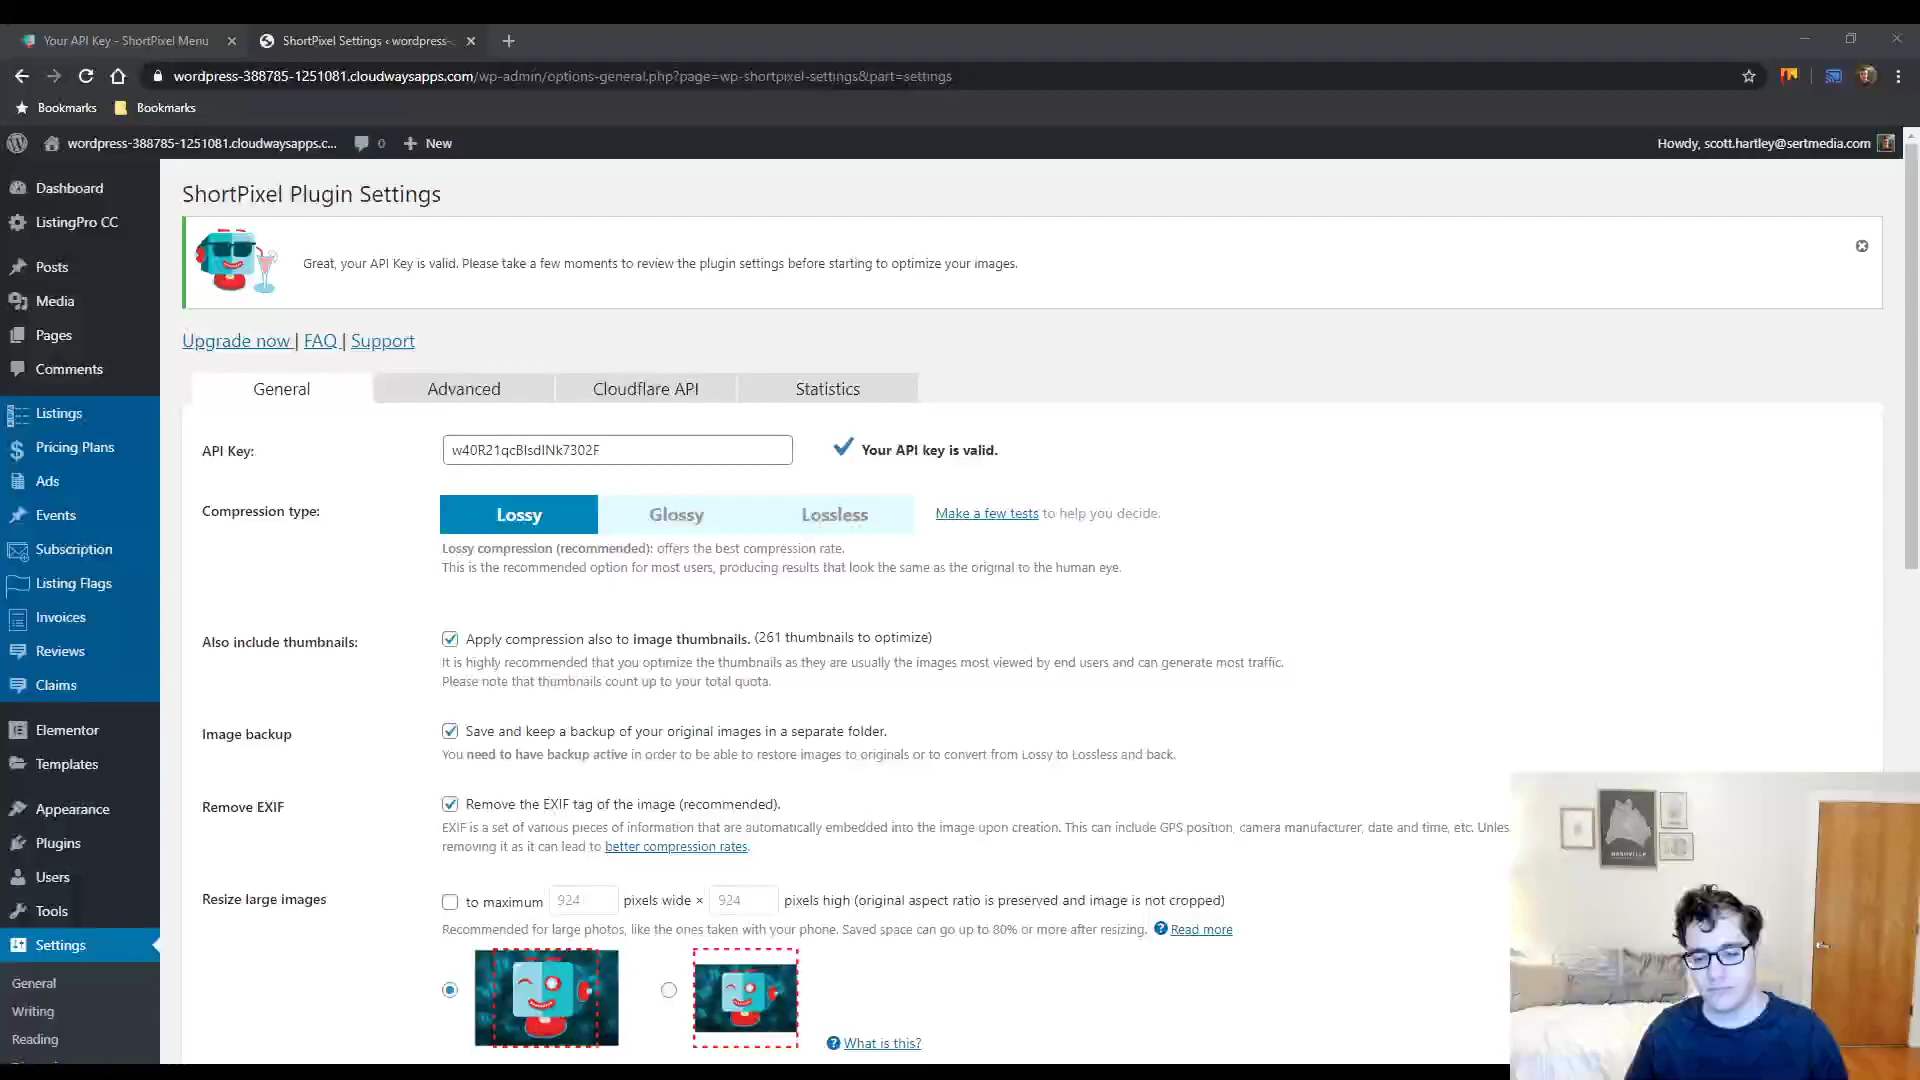 Your API Key - ShortPixel Menu
ShortPixel Settings ‹ wordpress-
wordpress-388785-1251081.cloudwaysapps.com/wp-admin/options-general.php?page=wp-shortpixel-settings&part=settings
Bookmarks
Bookmarks
wordpress-388785-1251081.cloudwaysapps.c...
0
New
Howdy, scott.hartley@sertmedia.com
Dashboard
ListingPro CC
Posts
Media
Pages
Comments
Listings
Pricing Plans
Ads
Events
Subscription
Listing Flags
Invoices
Reviews
Claims
Elementor
Templates
Appearance
Plugins
Users
Tools
Settings
General
Writing
Reading
ShortPixel Plugin Settings
Great, your API Key is valid. Please take a few moments to review the plugin settings before starting to optimize your images.
Upgrade now | FAQ | Support
General
Advanced
Cloudflare API
Statistics
API Key:
w40R21qcBIsdINk7302F
Your API key is valid.
Compression type:
Lossy
Glossy
Lossless
Make a few tests to help you decide.
Lossy compression (recommended): offers the best compression rate.
This is the recommended option for most users, producing results that look the same as the original to the human eye.
Also include thumbnails:
Apply compression also to image thumbnails. (261 thumbnails to optimize)
It is highly recommended that you optimize the thumbnails as they are usually the images most viewed by end users and can generate most traffic.
Please note that thumbnails count up to your total quota.
Image backup
Save and keep a backup of your original images in a separate folder.
You need to have backup active in order to be able to restore images to originals or to convert from Lossy to Lossless and back.
Remove EXIF
Remove the EXIF tag of the image (recommended).
EXIF is a set of various pieces of information that are automatically embedded into the image upon creation. This can include GPS position, camera manufacturer, date and time, etc. Unles
removing it as it can lead to better compression rates.
Resize large images
to maximum 924 pixels wide × 924 pixels high (original aspect ratio is preserved and image is not cropped)
Recommended for large photos, like the ones taken with your phone. Saved space can go up to 80% or more after resizing. Read more
What is this?
NASHVILLE